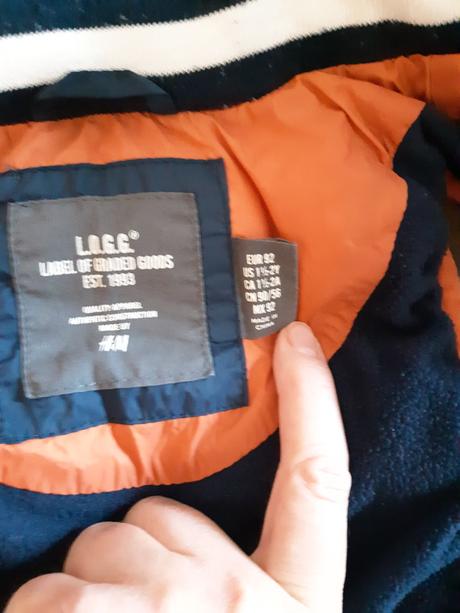 L.O.G.G.®
LABEL OF GRADED GOODS
EST. 1993
QUALITY APPAREL
AUTHENTIC CONSTRUCTION
MADE BY
H&M
EUR 92
US 1½-2Y
CA 1½-2A
CN 90/56
MX 92
MADE IN
CHINA